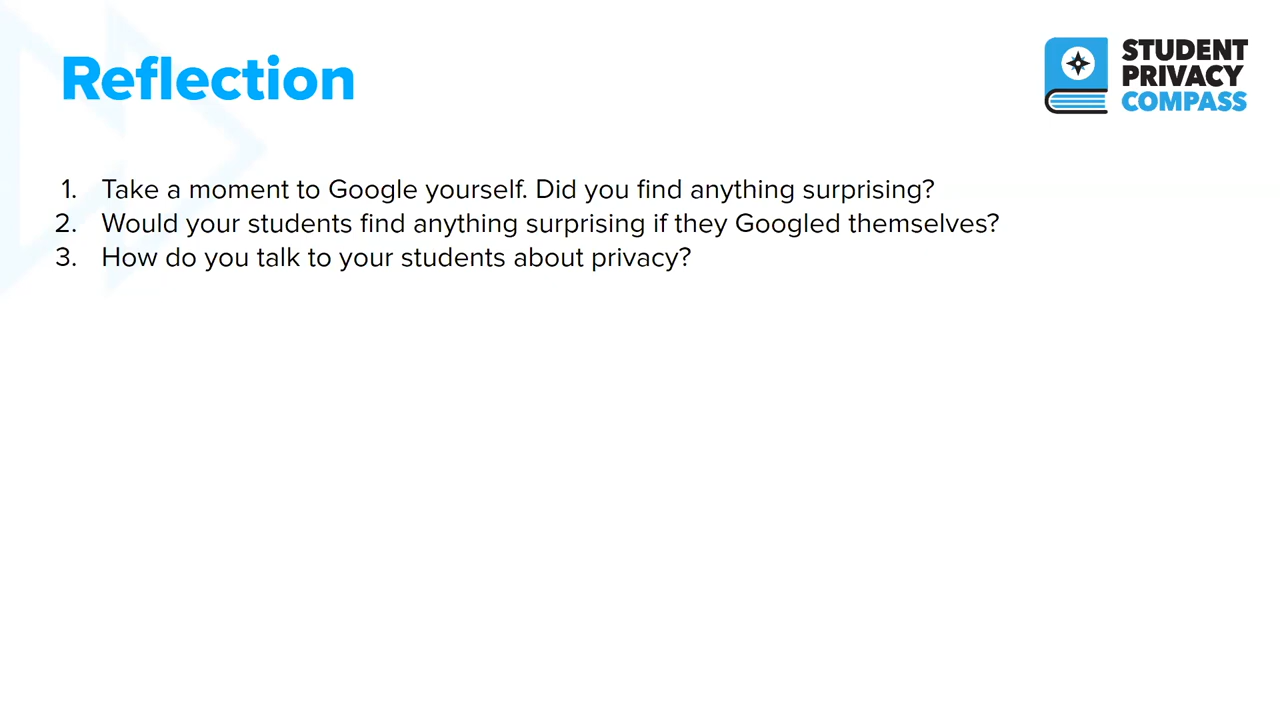 Reflection
STUDENT
PRIVACY
COMPASS
1. Take a moment to Google yourself. Did you find anything surprising?
2. Would your students find anything surprising if they Googled themselves?
3. How do you talk to your students about privacy?